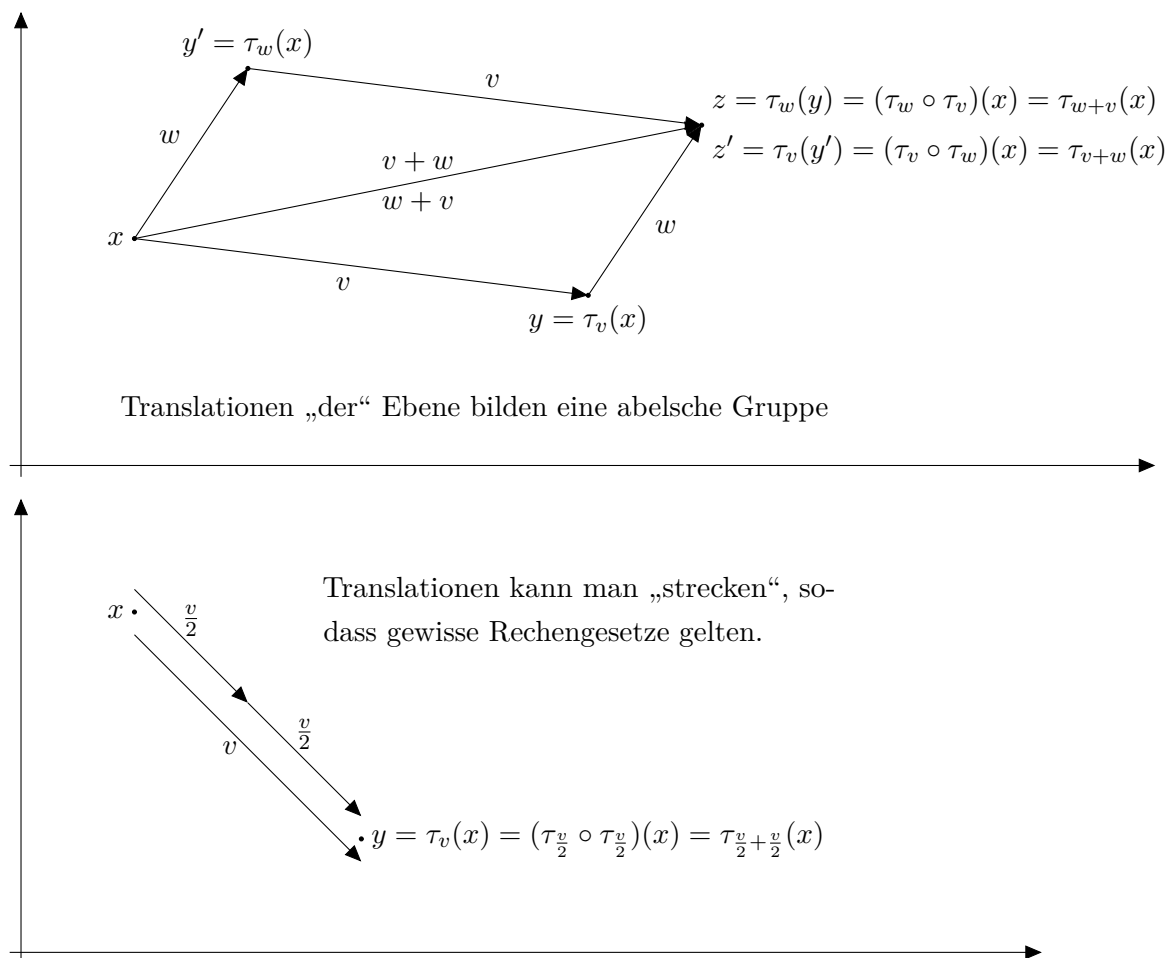 y′ = τ_w(x)
v
z = τ_w(y) = (τ_w ∘ τ_v)(x) = τ_{w+v}(x)
w
z′ = τ_v(y′) = (τ_v ∘ τ_w)(x) = τ_{v+w}(x)
v + w
w + v
x
w
v
y = τ_v(x)
Translationen „der“ Ebene bilden eine abelsche Gruppe
Translationen kann man „strecken“, so-
x
v/2
dass gewisse Rechengesetze gelten.
v/2
v
y = τ_v(x) = (τ_{v/2} ∘ τ_{v/2})(x) = τ_{v/2+v/2}(x)